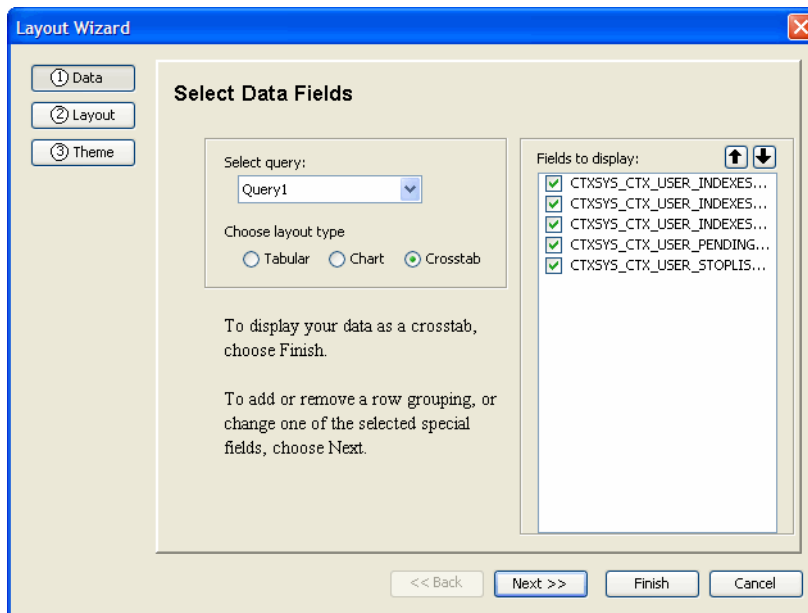 Layout Wizard
1 Data
2 Layout
3 Theme
Select Data Fields
Select query:
Query1
Choose layout type
Tabular Chart Crosstab
To display your data as a crosstab,
choose Finish.
To add or remove a row grouping, or
change one of the selected special
fields, choose Next.
Fields to display:
CTXSYS_CTX_USER_INDEXES...
CTXSYS_CTX_USER_INDEXES...
CTXSYS_CTX_USER_INDEXES...
CTXSYS_CTX_USER_PENDING...
CTXSYS_CTX_USER_STOPLIS...
<< Back Next >> Finish Cancel